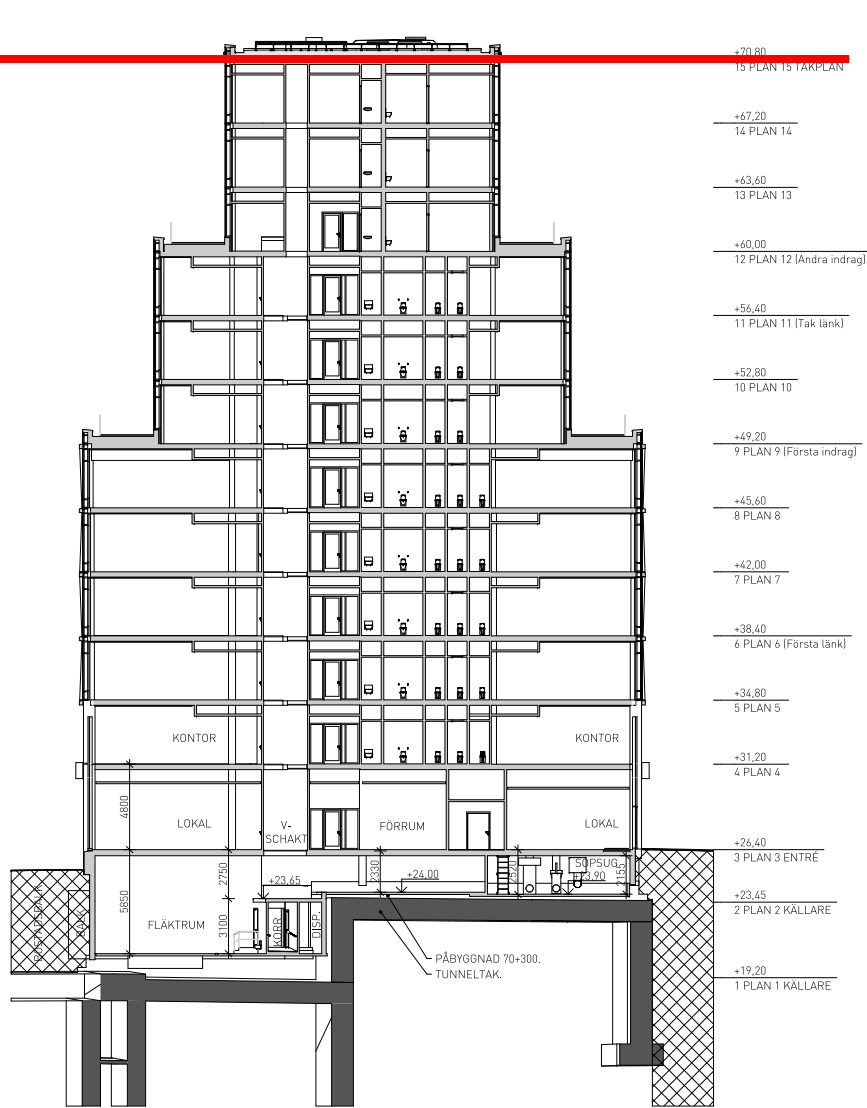 +70,80
15 PLAN 15 TAKPLAN
+67,20
14 PLAN 14
+63,60
13 PLAN 13
+60,00
12 PLAN 12 (Andra indrag)
+56,40
11 PLAN 11 (Tak länk)
+52,80
10 PLAN 10
+49,20
9 PLAN 9 (Första indrag)
+45,60
8 PLAN 8
+42,00
7 PLAN 7
+38,40
6 PLAN 6 (Första länk)
+34,80
5 PLAN 5
KONTOR
KONTOR
+31,20
4 PLAN 4
4800
LOKAL
V-
SCHAKT
FÖRRUM
LOKAL
+26,40
3 PLAN 3 ENTRÉ
2750
+23,65
2330
+24,00
2520
SOPSUG
+23,90
2155
+23,45
2 PLAN 2 KÄLLARE
5850
FLÄKTRUM
3100
KORR.
DISP.
PÅBYGGNAD 70+300.
TUNNELTAK.
+19,20
1 PLAN 1 KÄLLARE